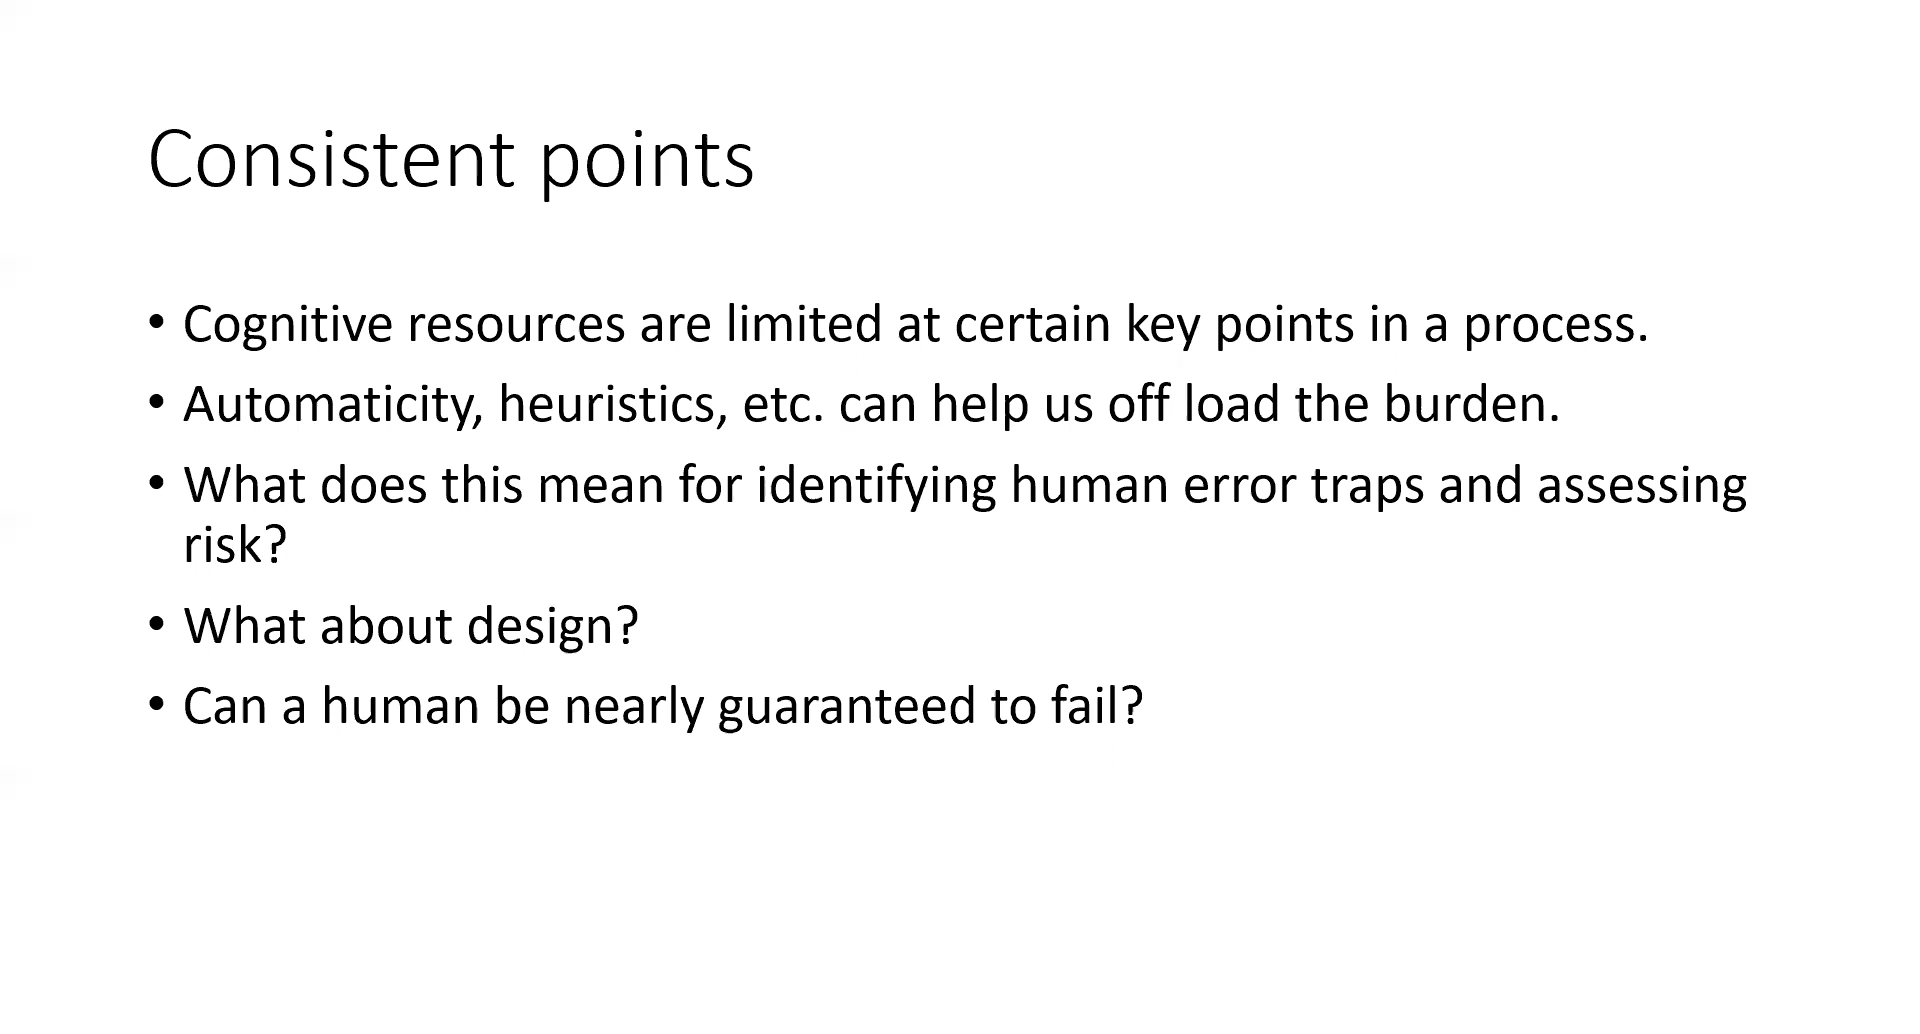 Consistent points
• Cognitive resources are limited at certain key points in a process.
• Automaticity, heuristics, etc. can help us off load the burden.
• What does this mean for identifying human error traps and assessing
risk?
• What about design?
• Can a human be nearly guaranteed to fail?